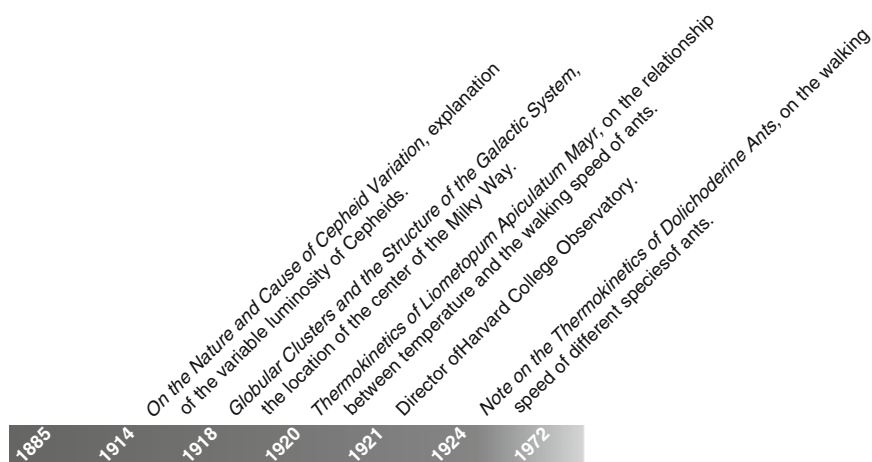 On the Nature and Cause of Cepheid Variation, explanation
of the variable luminosity of Cepheids.
Globular Clusters and the Structure of the Galactic System,
the location of the center of the Milky Way.
Thermokinetics of Liometopum Apiculatum Mayr, on the relationship
between temperature and the walking speed of ants.
Director ofHarvard College Observatory.
Note on the Thermokinetics of Dolichoderine Ants, on the walking
speed of different speciesof ants.
1885
1914
1918
1920
1921
1924
1972